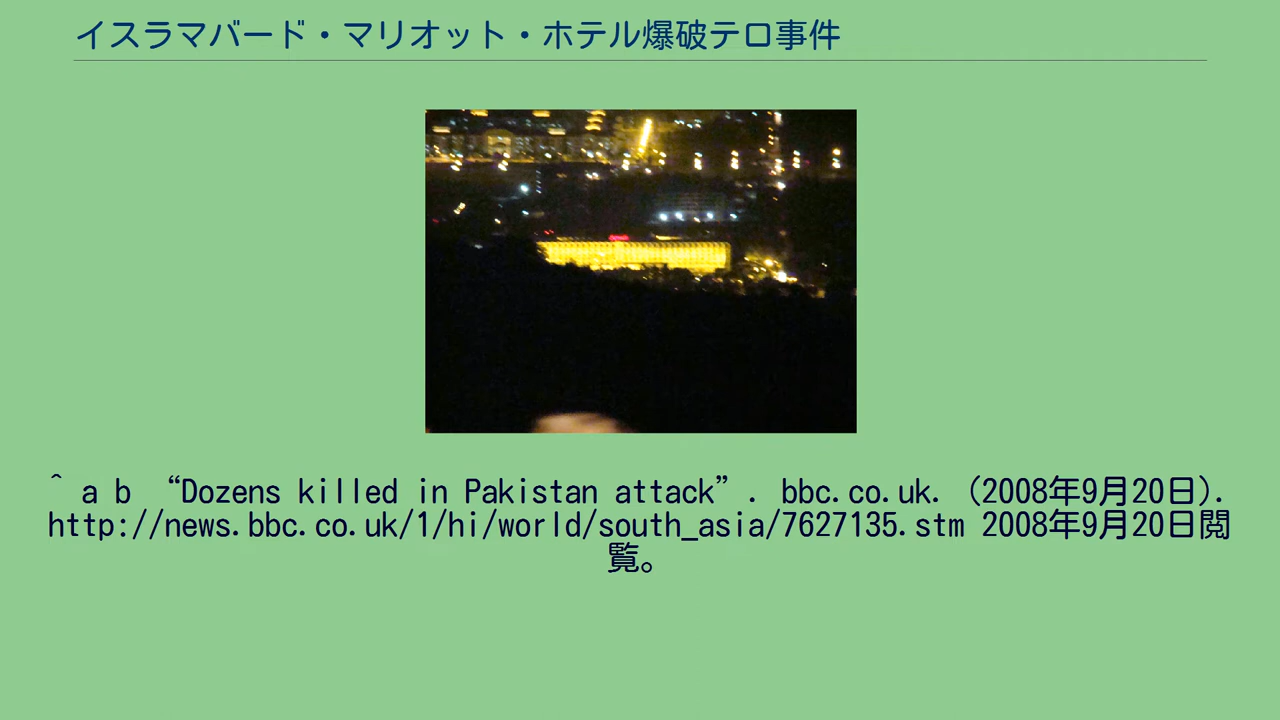 イスラマバード・マリオット・ホテル爆破テロ事件
^ a b “Dozens killed in Pakistan attack”. bbc.co.uk. (2008年9月20日).
http://news.bbc.co.uk/1/hi/world/south_asia/7627135.stm 2008年9月20日閲
覧。